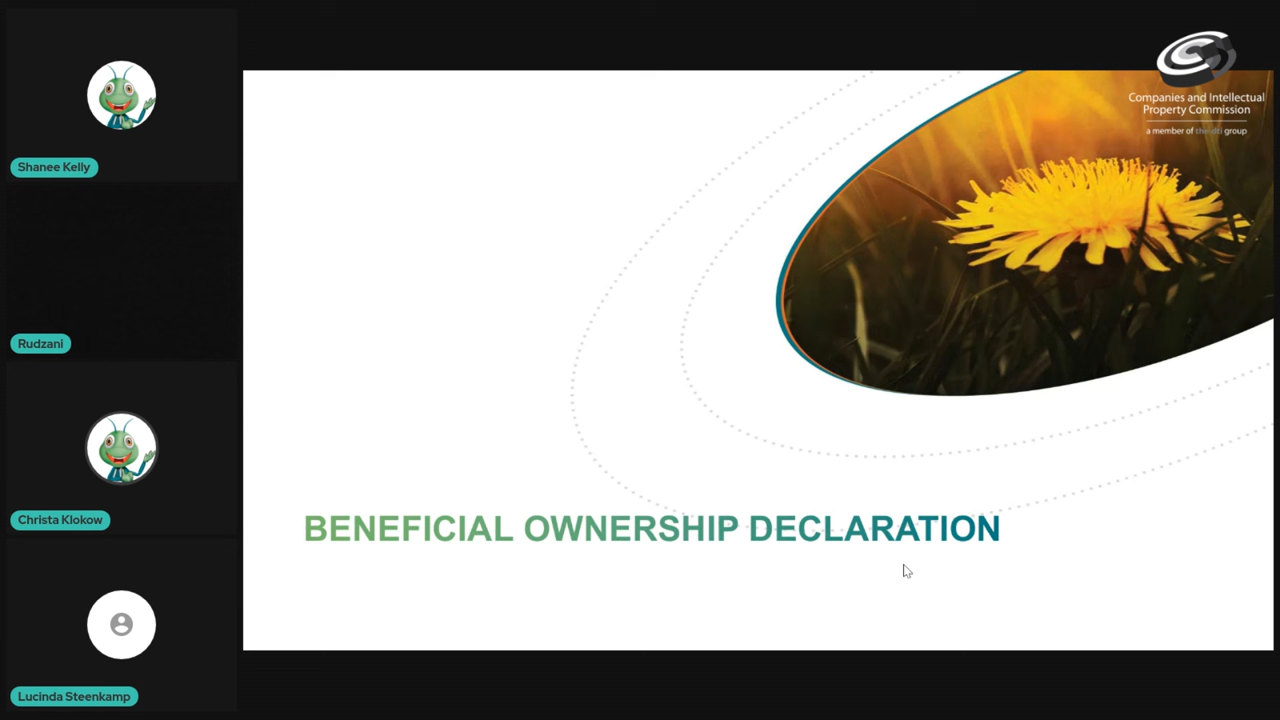 Shanee Kelly
Rudzani
Christa Klokow
Lucinda Steenkamp
Companies and Intellectual
Property Commission
a member of the dti group
BENEFICIAL OWNERSHIP DECLARATION